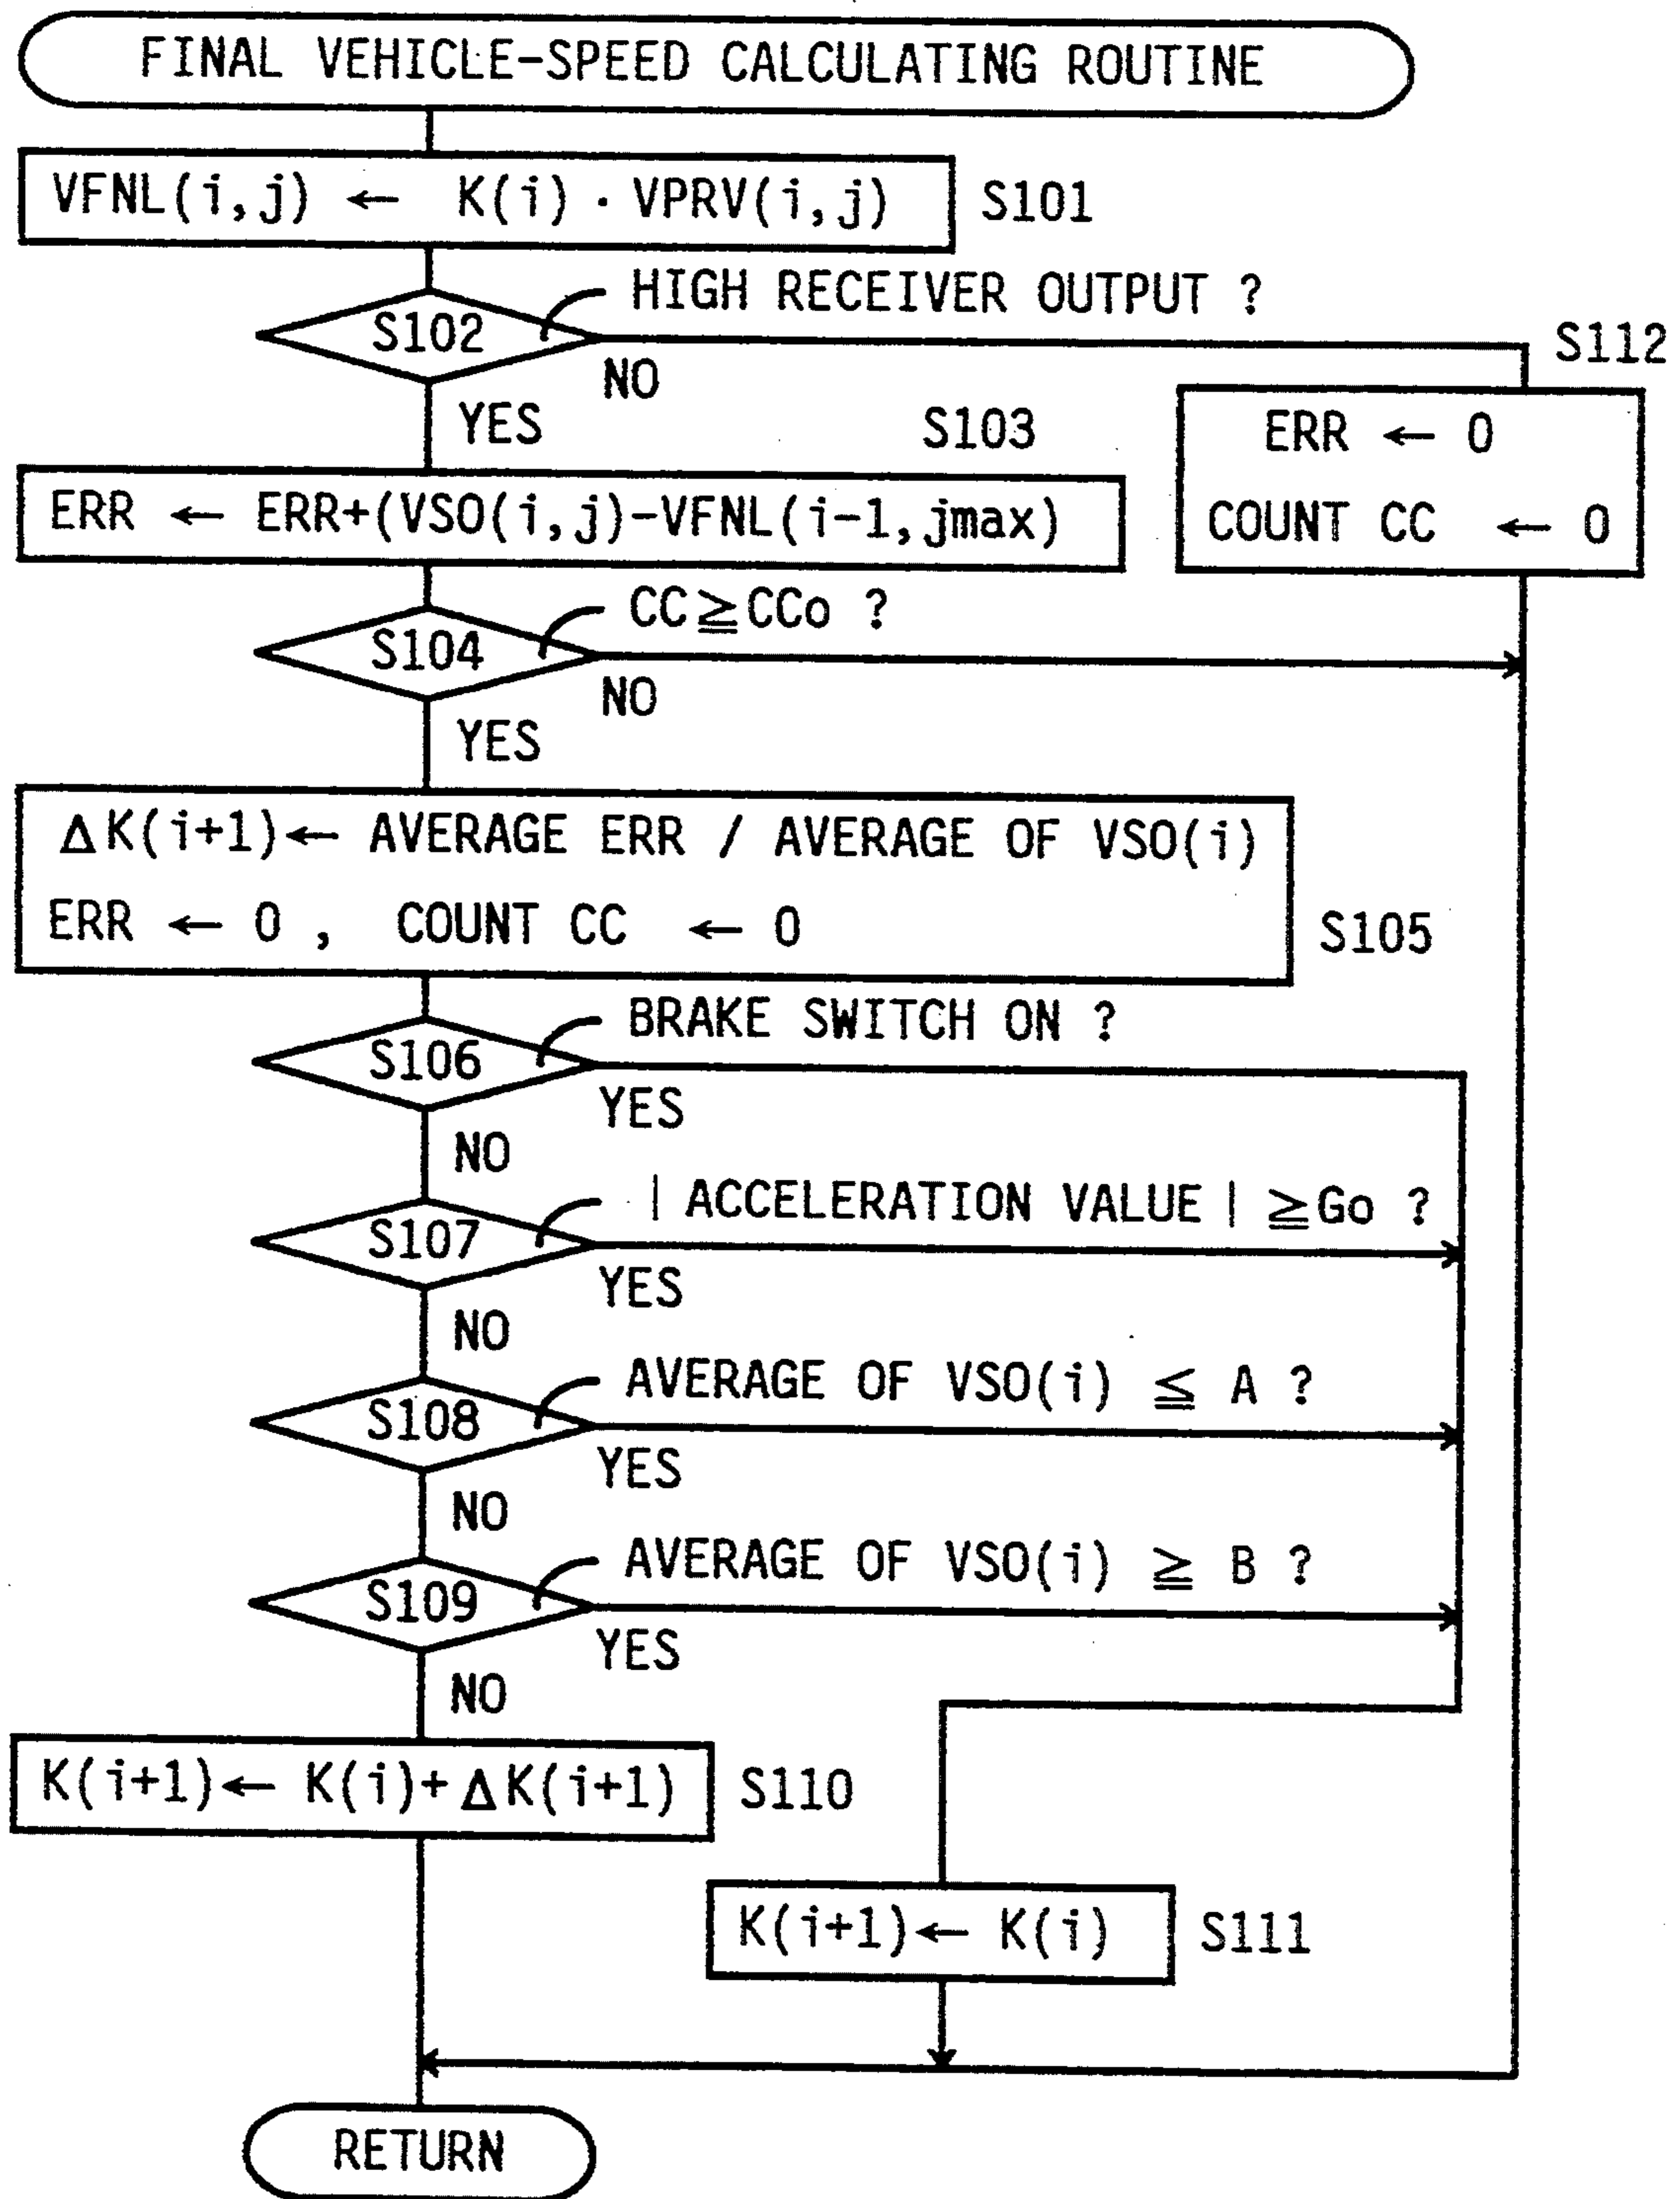 FINAL VEHICLE-SPEED CALCULATING ROUTINE
VFNL(i,j) ← K(i) · VPRV(i,j)
S101
HIGH RECEIVER OUTPUT ?
S102
NO
YES
S112
ERR ← 0
COUNT CC ← 0
S103
ERR ← ERR+(VSO(i,j)-VFNL(i-1,jmax)
CC≧CCo ?
S104
NO
YES
ΔK(i+1)← AVERAGE ERR / AVERAGE OF VSO(i)
ERR ← 0 , COUNT CC ← 0
S105
BRAKE SWITCH ON ?
S106
YES
NO
| ACCELERATION VALUE | ≧Go ?
S107
YES
NO
AVERAGE OF VSO(i) ≦ A ?
S108
YES
NO
AVERAGE OF VSO(i) ≧ B ?
S109
YES
NO
K(i+1)← K(i)+ΔK(i+1)
S110
K(i+1)← K(i)
S111
RETURN